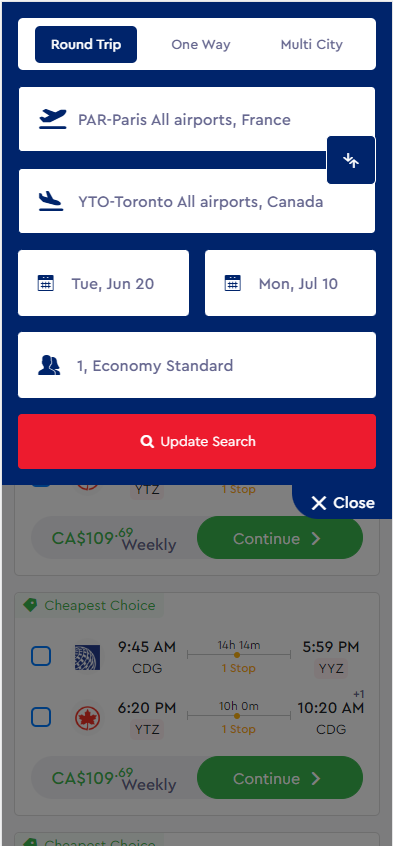 Round Trip One Way Multi City
PAR-Paris All airports, France
YTO-Toronto All airports, Canada
Tue, Jun 20 Mon, Jul 10
1, Economy Standard
Update Search
YTZ 1 Stop
Close
CA$109.69 Weekly Continue
Cheapest Choice
9:45 AM 14h 14m 5:59 PM
CDG 1 Stop YYZ
+1
6:20 PM 10h 0m 10:20 AM
YTZ 1 Stop CDG
CA$109.69 Weekly Continue
Cheapest Choice